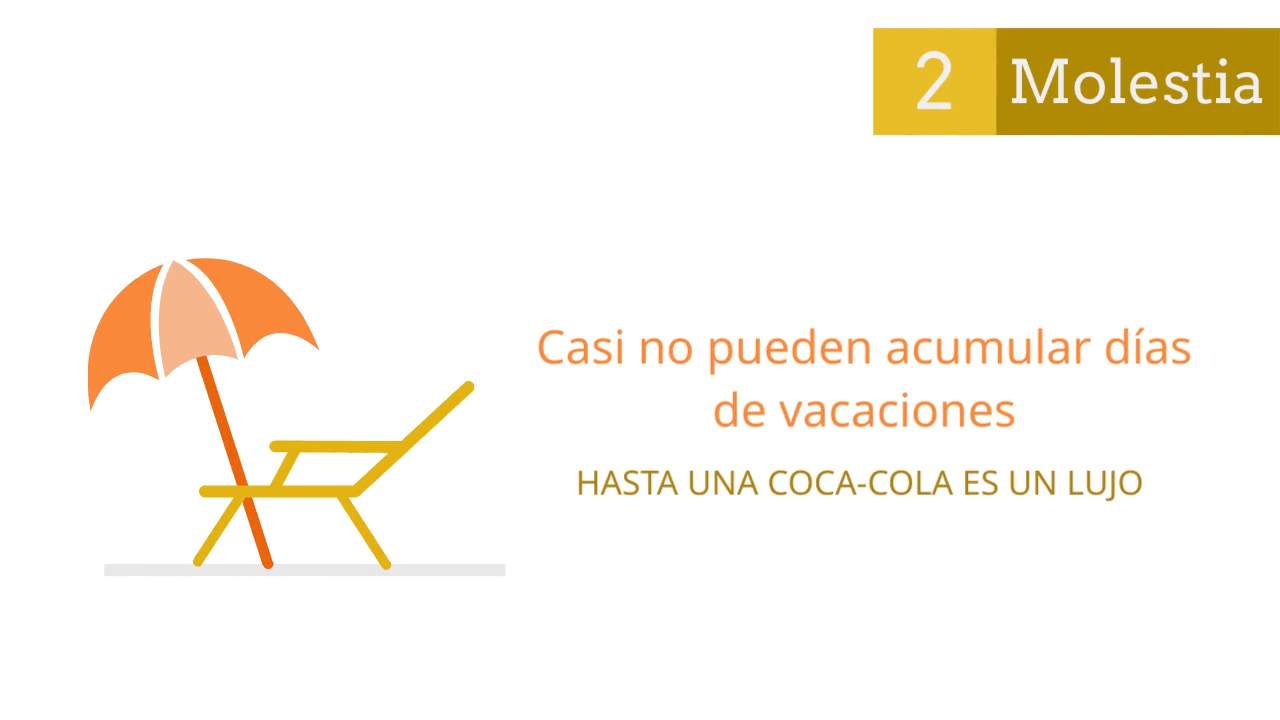 2 Molestia
Casi no pueden acumular días
de vacaciones
HASTA UNA COCA-COLA ES UN LUJO